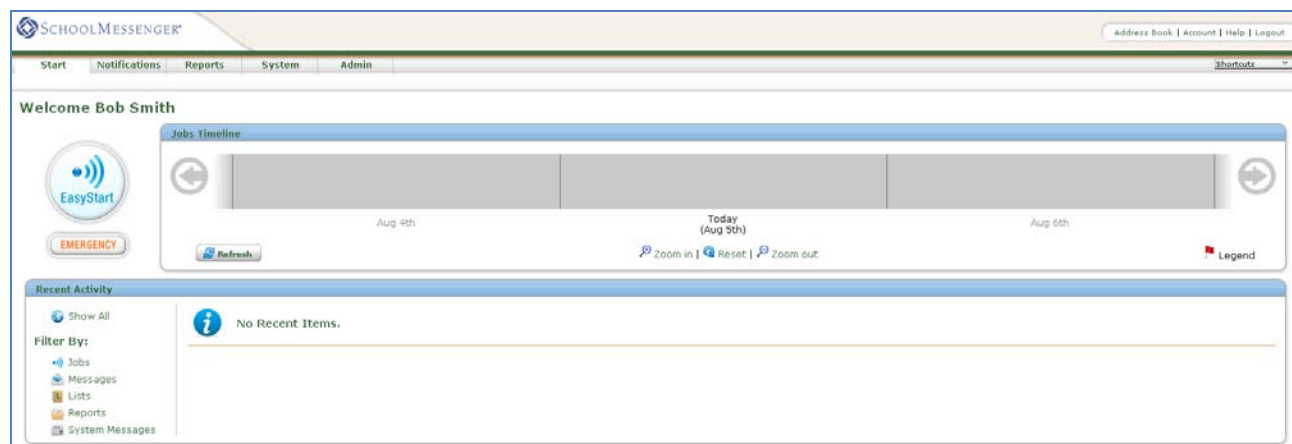 SCHOOLMESSENGER®
Address Book | Account | Help | Logout
Start Notifications Reports System Admin
Shortcuts
Welcome Bob Smith
EasyStart
EMERGENCY
Jobs Timeline
Aug 4th
Today
(Aug 5th)
Aug 6th
Refresh
Zoom in | Reset | Zoom out
Legend
Recent Activity
Show All
Filter By:
Jobs
Messages
Lists
Reports
System Messages
No Recent Items.